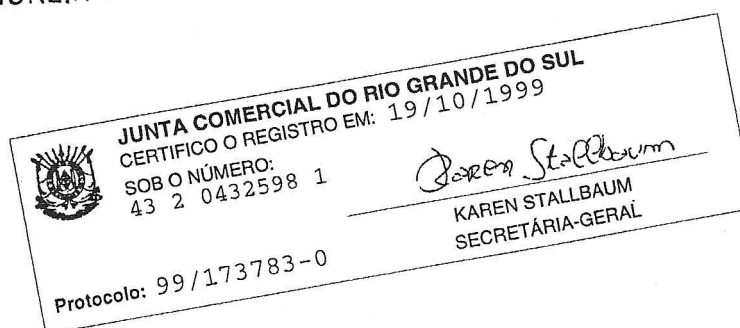 JUNTA COMERCIAL DO RIO GRANDE DO SUL
CERTIFICO O REGISTRO EM: 19/10/1999
SOB O NÚMERO:
43 2 0432598 1
Karen Stallbaum
KAREN STALLBAUM
SECRETÁRIA-GERAL
Protocolo: 99/173783-0